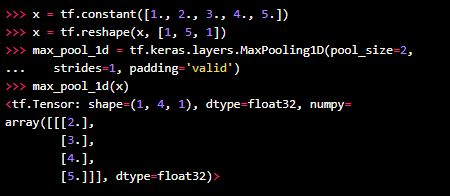 >>> x = tf.constant([1., 2., 3., 4., 5.])
>>> x = tf.reshape(x, [1, 5, 1])
>>> max_pool_1d = tf.keras.layers.MaxPooling1D(pool_size=2,
...    strides=1, padding='valid')
>>> max_pool_1d(x)
<tf.Tensor: shape=(1, 4, 1), dtype=float32, numpy=
array([[[2.],
        [3.],
        [4.],
        [5.]]], dtype=float32)>